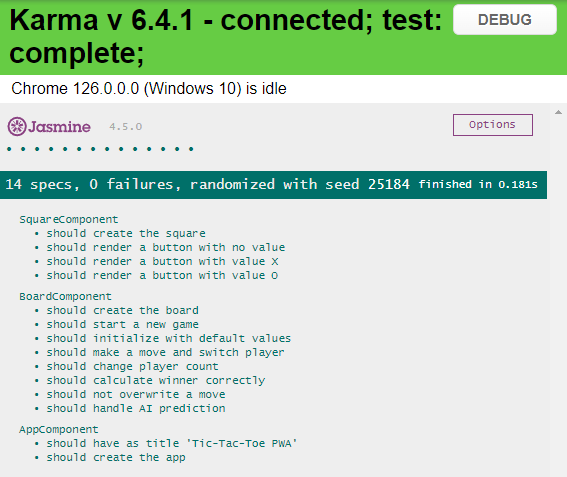 Karma v 6.4.1 - connected; test: DEBUG
complete;
Chrome 126.0.0.0 (Windows 10) is idle
Jasmine 4.5.0 Options
• • • • • • • • • • • • • •
14 specs, 0 failures, randomized with seed 25184 finished in 0.181s
SquareComponent
• should create the square
• should render a button with no value
• should render a button with value X
• should render a button with value O
BoardComponent
• should create the board
• should start a new game
• should initialize with default values
• should make a move and switch player
• should change player count
• should calculate winner correctly
• should not overwrite a move
• should handle AI prediction
AppComponent
• should have as title 'Tic-Tac-Toe PWA'
• should create the app